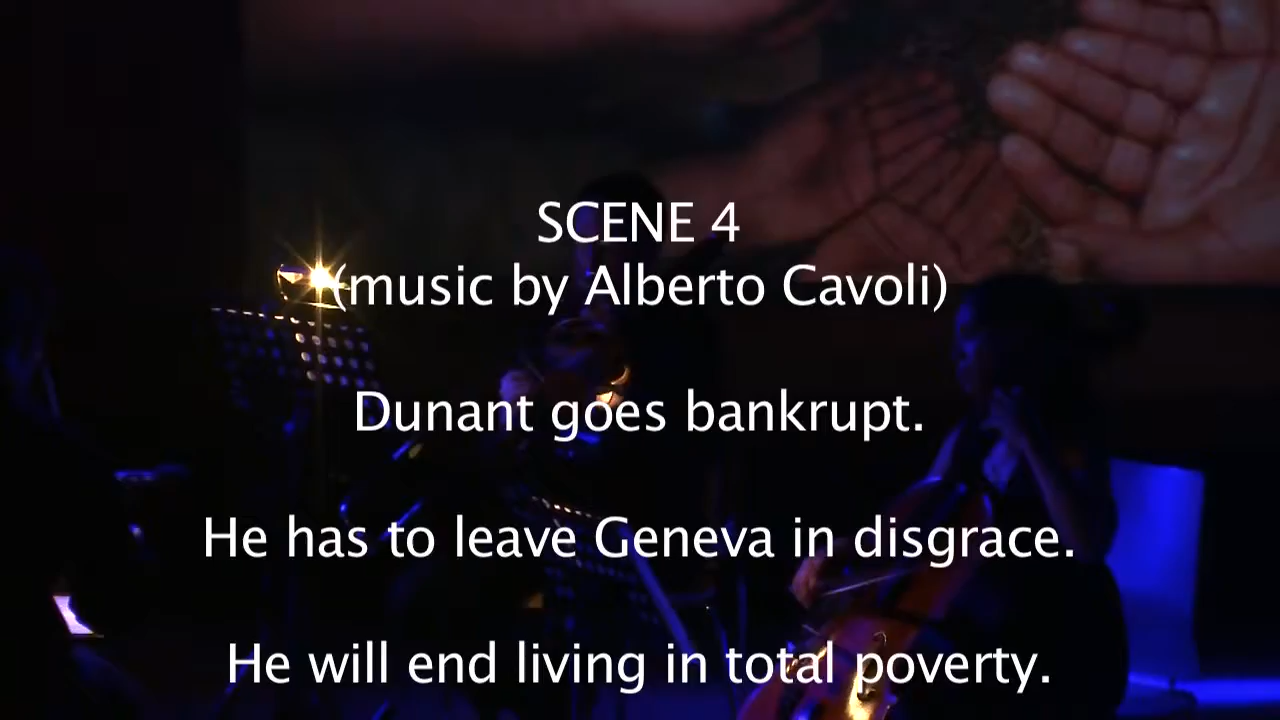 SCENE 4
(music by Alberto Cavoli)
Dunant goes bankrupt.
He has to leave Geneva in disgrace.
He will end living in total poverty.